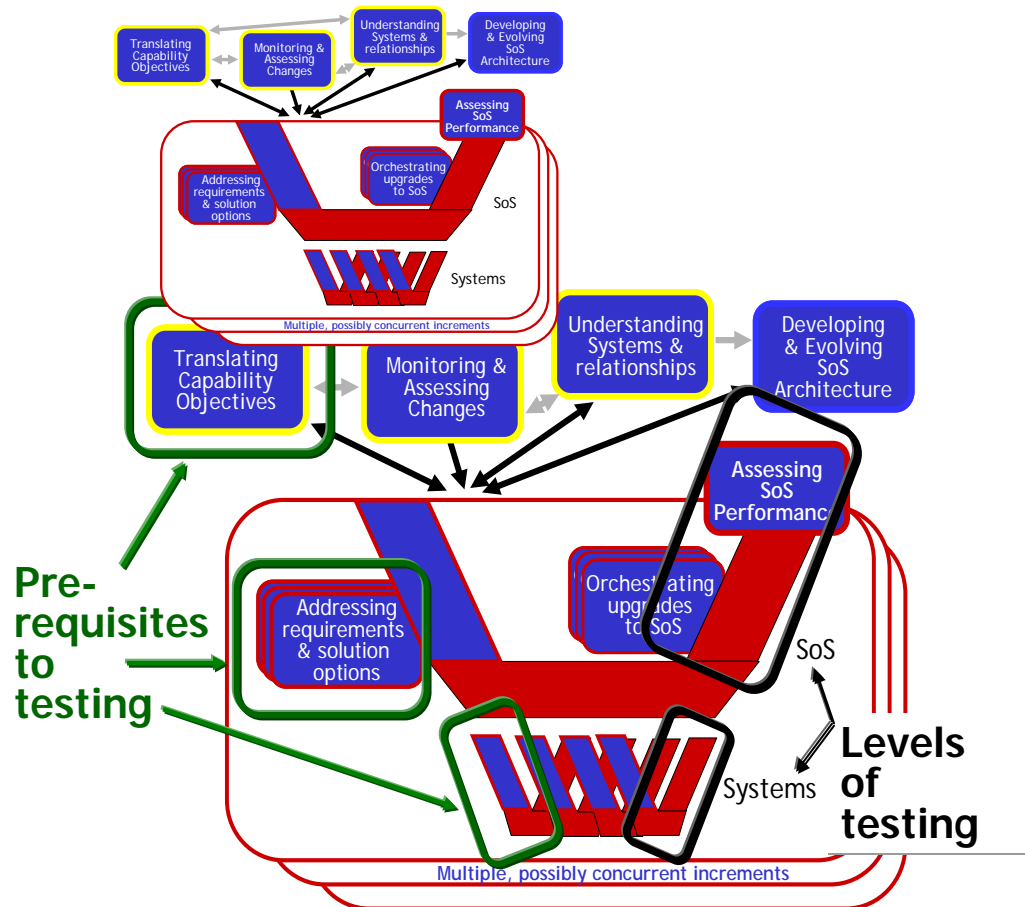 Translating
Capability
Objectives
Monitoring &
Assessing
Changes
Understanding
Systems &
relationships
Developing
& Evolving
SoS
Architecture
Assessing
SoS
Performance
Addressing
requirements
& solution
options
Orchestrating
upgrades
to SoS
SoS
Systems
Multiple, possibly concurrent increments
Translating
Capability
Objectives
Monitoring &
Assessing
Changes
Understanding
Systems &
relationships
Developing
& Evolving
SoS
Architecture
Assessing
SoS
Performance
Pre-
requisites
to
testing
Addressing
requirements
& solution
options
Orchestrating
upgrades
to SoS
SoS
Systems
Levels
of
testing
Multiple, possibly concurrent increments